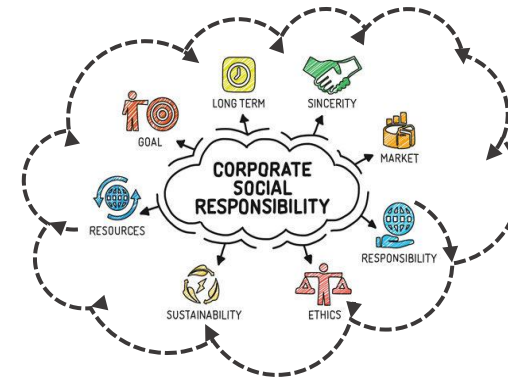 LONG TERM
SINCERITY
GOAL
MARKET
CORPORATE
SOCIAL
RESPONSIBILITY
RESOURCES
RESPONSIBILITY
SUSTAINABILITY
ETHICS